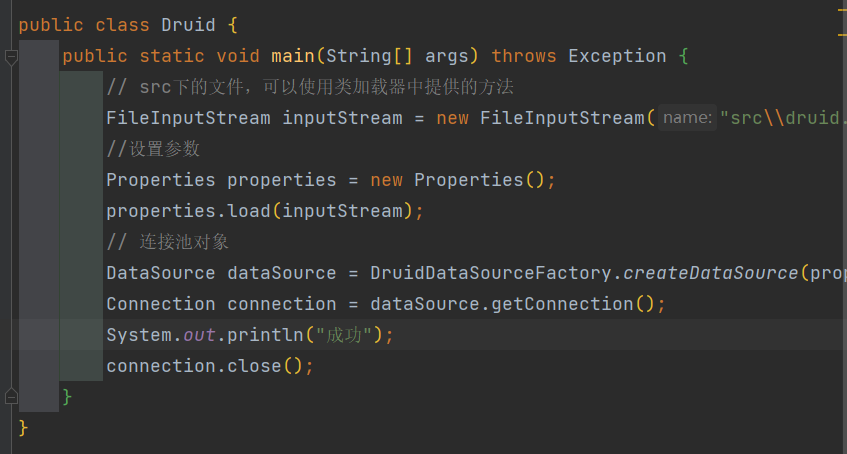 public class Druid {
public static void main(String[] args) throws Exception {
// src下的文件，可以使用类加载器中提供的方法
FileInputStream inputStream = new FileInputStream( name: "src\\druid.
//设置参数
Properties properties = new Properties();
properties.load(inputStream);
// 连接池对象
DataSource dataSource = DruidDataSourceFactory.createDataSource(prop
Connection connection = dataSource.getConnection();
System.out.println("成功");
connection.close();
}
}